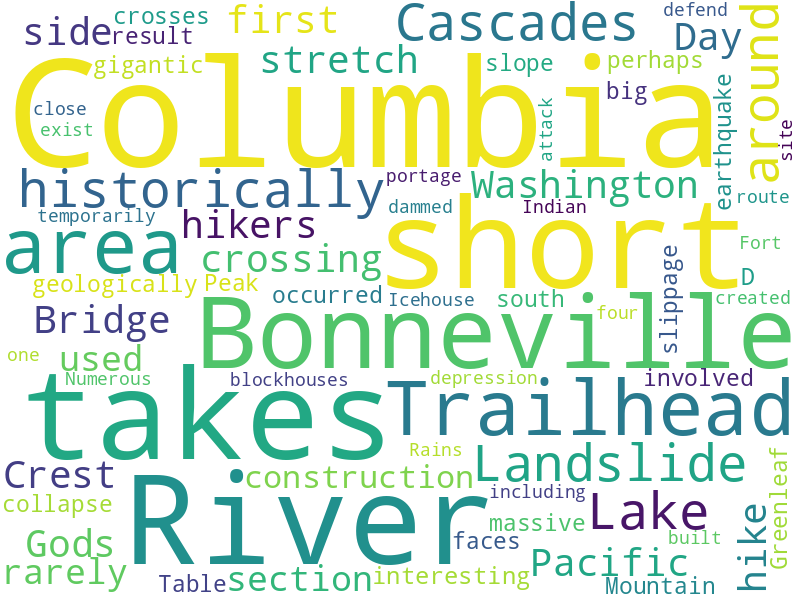 crosses
defend
first
Cascades
side
Day
result
around
gigantic
stretch
slope
perhaps
Columbia
close
exist
big
attack
earthquake
site
portage
historically
Washington
route
temporarily
dammed
Indian
hikers
short
area
crossing
Fort
geologically
Peak
D
occurred
Icehouse
south
slippage
created
Bridge
Bonneville
four
one
used
Numerous
blockhouses
depression
involved
takes
Trailhead
Rains
Crest
construction
Landslide
Greenleaf
River
including
collapse
Lake
massive
hike
Gods
faces
built
rarely
Pacific
Table
section
interesting
Mountain